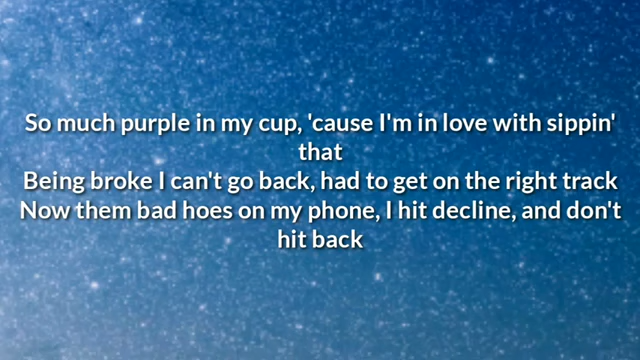 So much purple in my cup, 'cause I'm in love with sippin'
that
Being broke I can't go back, had to get on the right track
Now them bad hoes on my phone, I hit decline, and don't
hit back